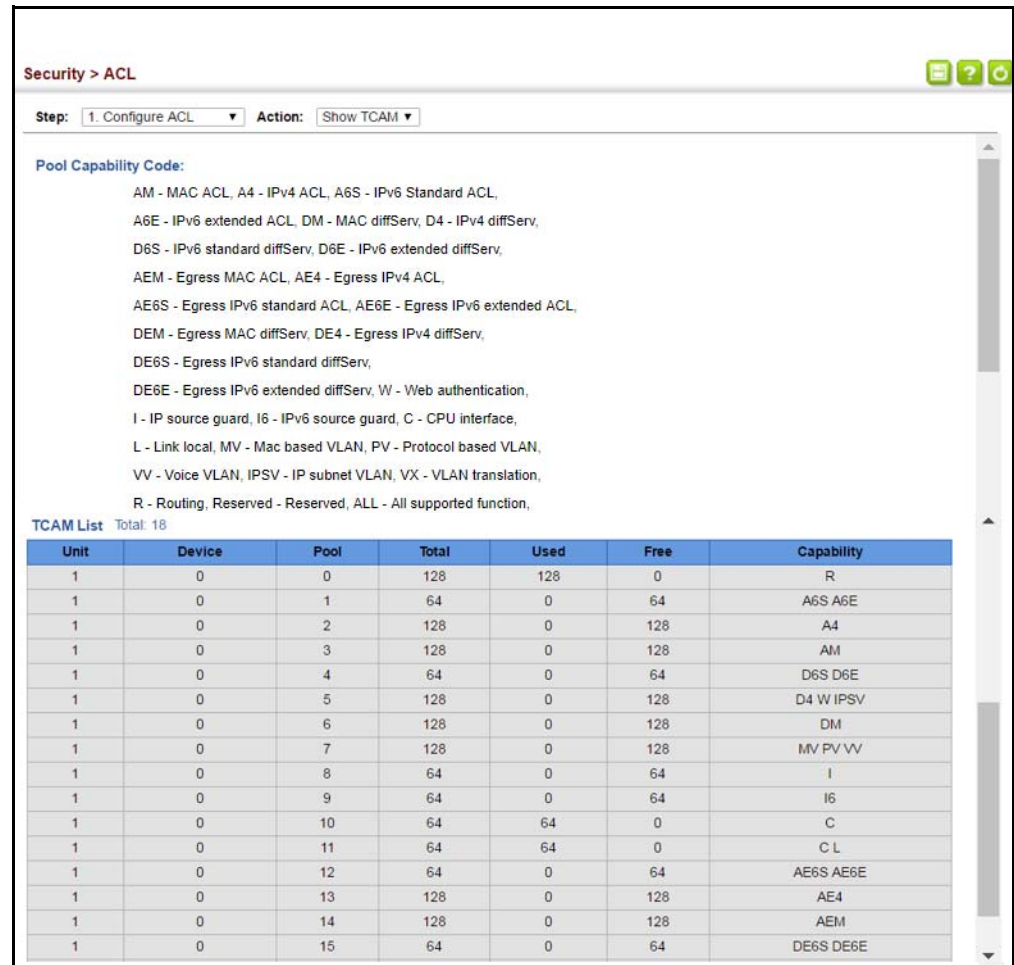 Security > ACL
?
Step: 1. Configure ACL Action: Show TCAM
Pool Capability Code:
AM - MAC ACL, A4 - IPv4 ACL, A6S - IPv6 Standard ACL,
A6E - IPv6 extended ACL, DM - MAC diffServ, D4 - IPv4 diffServ,
D6S - IPv6 standard diffServ, D6E - IPv6 extended diffServ,
AEM - Egress MAC ACL, AE4 - Egress IPv4 ACL,
AE6S - Egress IPv6 standard ACL, AE6E - Egress IPv6 extended ACL,
DEM - Egress MAC diffServ, DE4 - Egress IPv4 diffServ,
DE6S - Egress IPv6 standard diffServ,
DE6E - Egress IPv6 extended diffServ, W - Web authentication,
I - IP source guard, I6 - IPv6 source guard, C - CPU interface,
L - Link local, MV - Mac based VLAN, PV - Protocol based VLAN,
VV - Voice VLAN, IPSV - IP subnet VLAN, VX - VLAN translation,
R - Routing, Reserved - Reserved, ALL - All supported function,
TCAM List Total: 18
Unit Device Pool Total Used Free Capability
1 0 0 128 128 0 R
1 0 1 64 0 64 A6S A6E
1 0 2 128 0 128 A4
1 0 3 128 0 128 AM
1 0 4 64 0 64 D6S D6E
1 0 5 128 0 128 D4 W IPSV
1 0 6 128 0 128 DM
1 0 7 128 0 128 MV PV VV
1 0 8 64 0 64 I
1 0 9 64 0 64 I6
1 0 10 64 64 0 C
1 0 11 64 64 0 C L
1 0 12 64 0 64 AE6S AE6E
1 0 13 128 0 128 AE4
1 0 14 128 0 128 AEM
1 0 15 64 0 64 DE6S DE6E